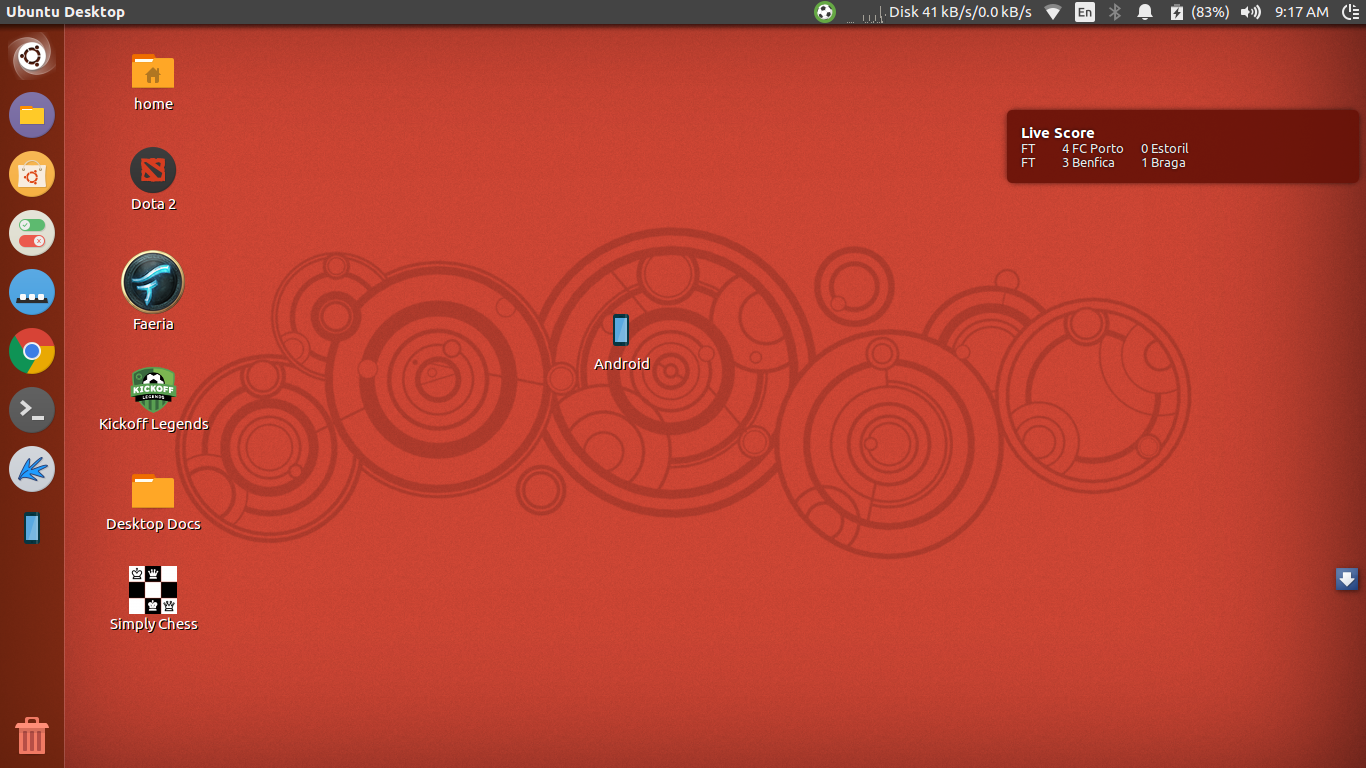 Ubuntu Desktop
Disk 41 kB/s/0.0 kB/s
En
(83%)
9:17 AM
home
Live Score
FT 4 FC Porto 0 Estoril
FT 3 Benfica 1 Braga
Dota 2
Faeria
Android
KICKOFF
LEGENDS
Kickoff Legends
Desktop Docs
Simply Chess